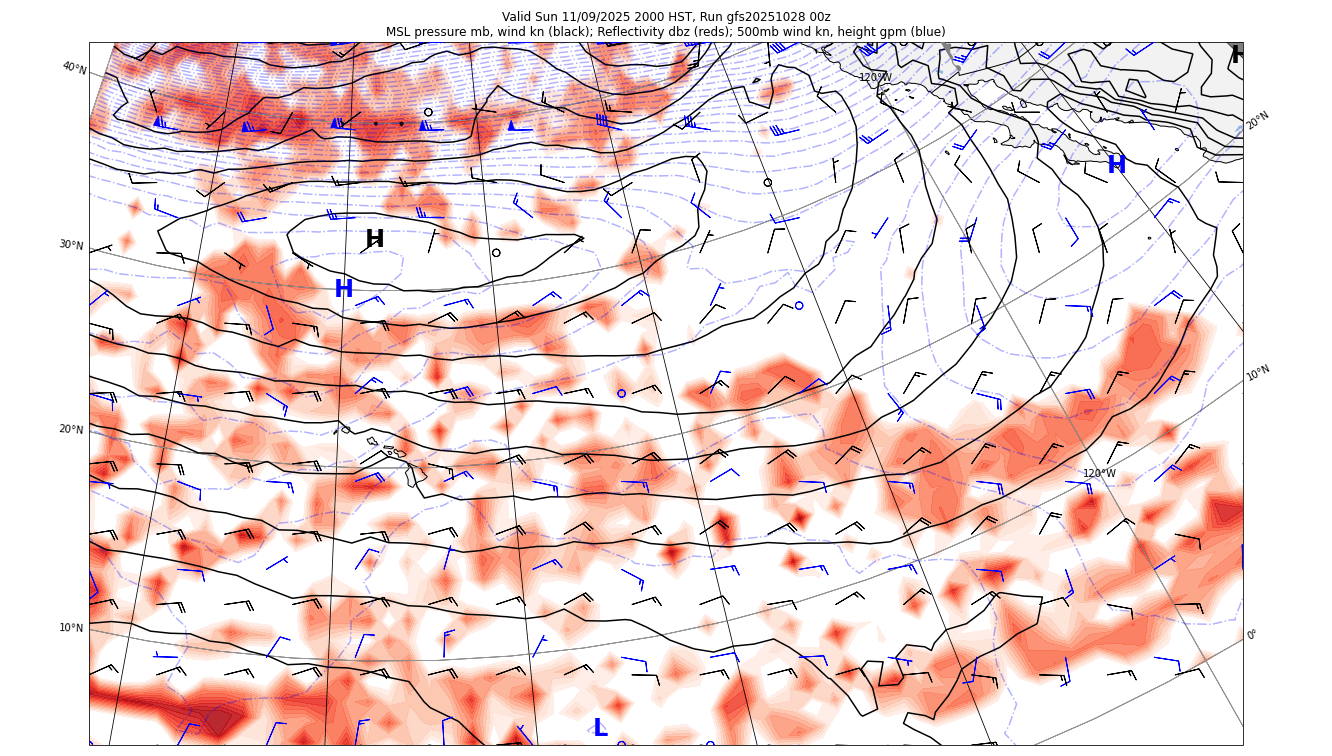 Valid Sun 11/09/2025 2000 HST, Run gfs20251028 00z
MSL pressure mb, wind kn (black); Reflectivity dbz (reds); 500mb wind kn, height gpm (blue)
H
40°N
120°W
0
20°N
H
H
30°N
H
10°N
20°N
120°W
10°N
0°
L